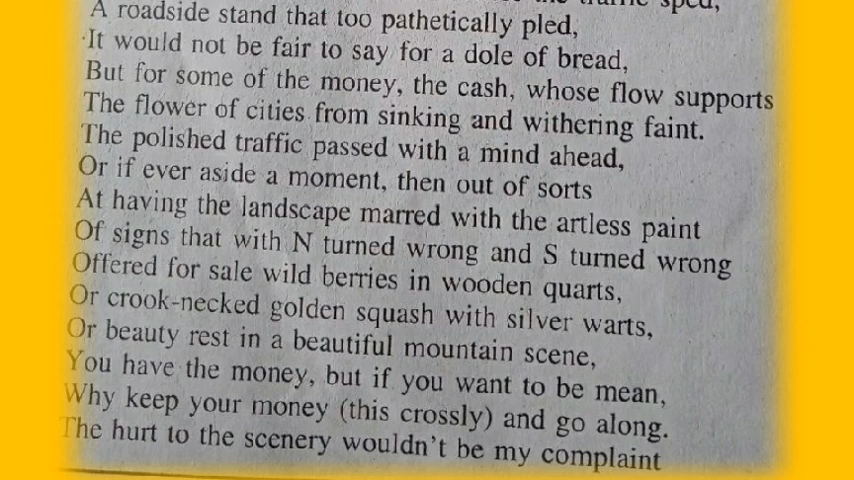 traffic sped,
A roadside stand that too pathetically pled,
It would not be fair to say for a dole of bread,
But for some of the money, the cash, whose flow supports
The flower of cities from sinking and withering faint.
The polished traffic passed with a mind ahead,
Or if ever aside a moment, then out of sorts
At having the landscape marred with the artless paint
Of signs that with N turned wrong and S turned wrong
Offered for sale wild berries in wooden quarts,
Or crook-necked golden squash with silver warts,
Or beauty rest in a beautiful mountain scene,
You have the money, but if you want to be mean,
Why keep your money (this crossly) and go along.
The hurt to the scenery wouldn't be my complaint